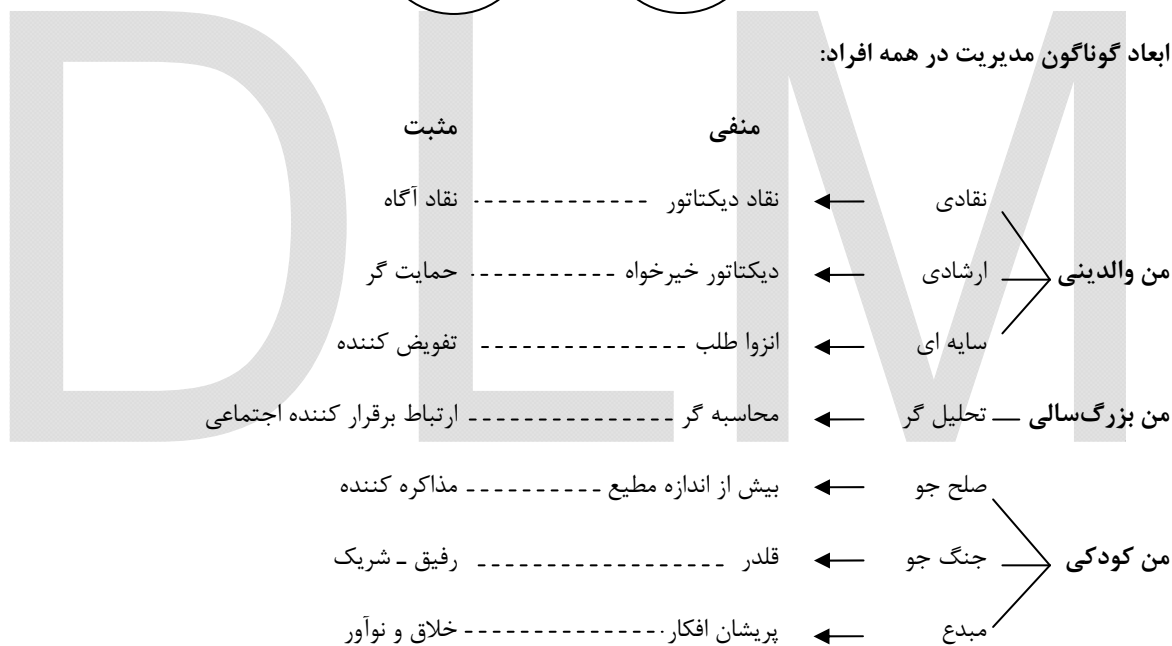 ابعاد گوناگون مدیریت در همه افراد:
منفی مثبت
نقادی نقاد دیکتاتور نقاد آگاه
من والدینی ارشادی دیکتاتور خیرخواه حمایت گر
سایه ای انزوا طلب تفویض کننده
من بزرگ‌سالی تحلیل گر محاسبه گر ارتباط برقرار کننده اجتماعی
صلح جو بیش از اندازه مطیع مذاکره کننده
من کودکی جنگ جو قلدر رفیق ـ شریک
مبدع پریشان افکار خلاق و نوآور
DLM